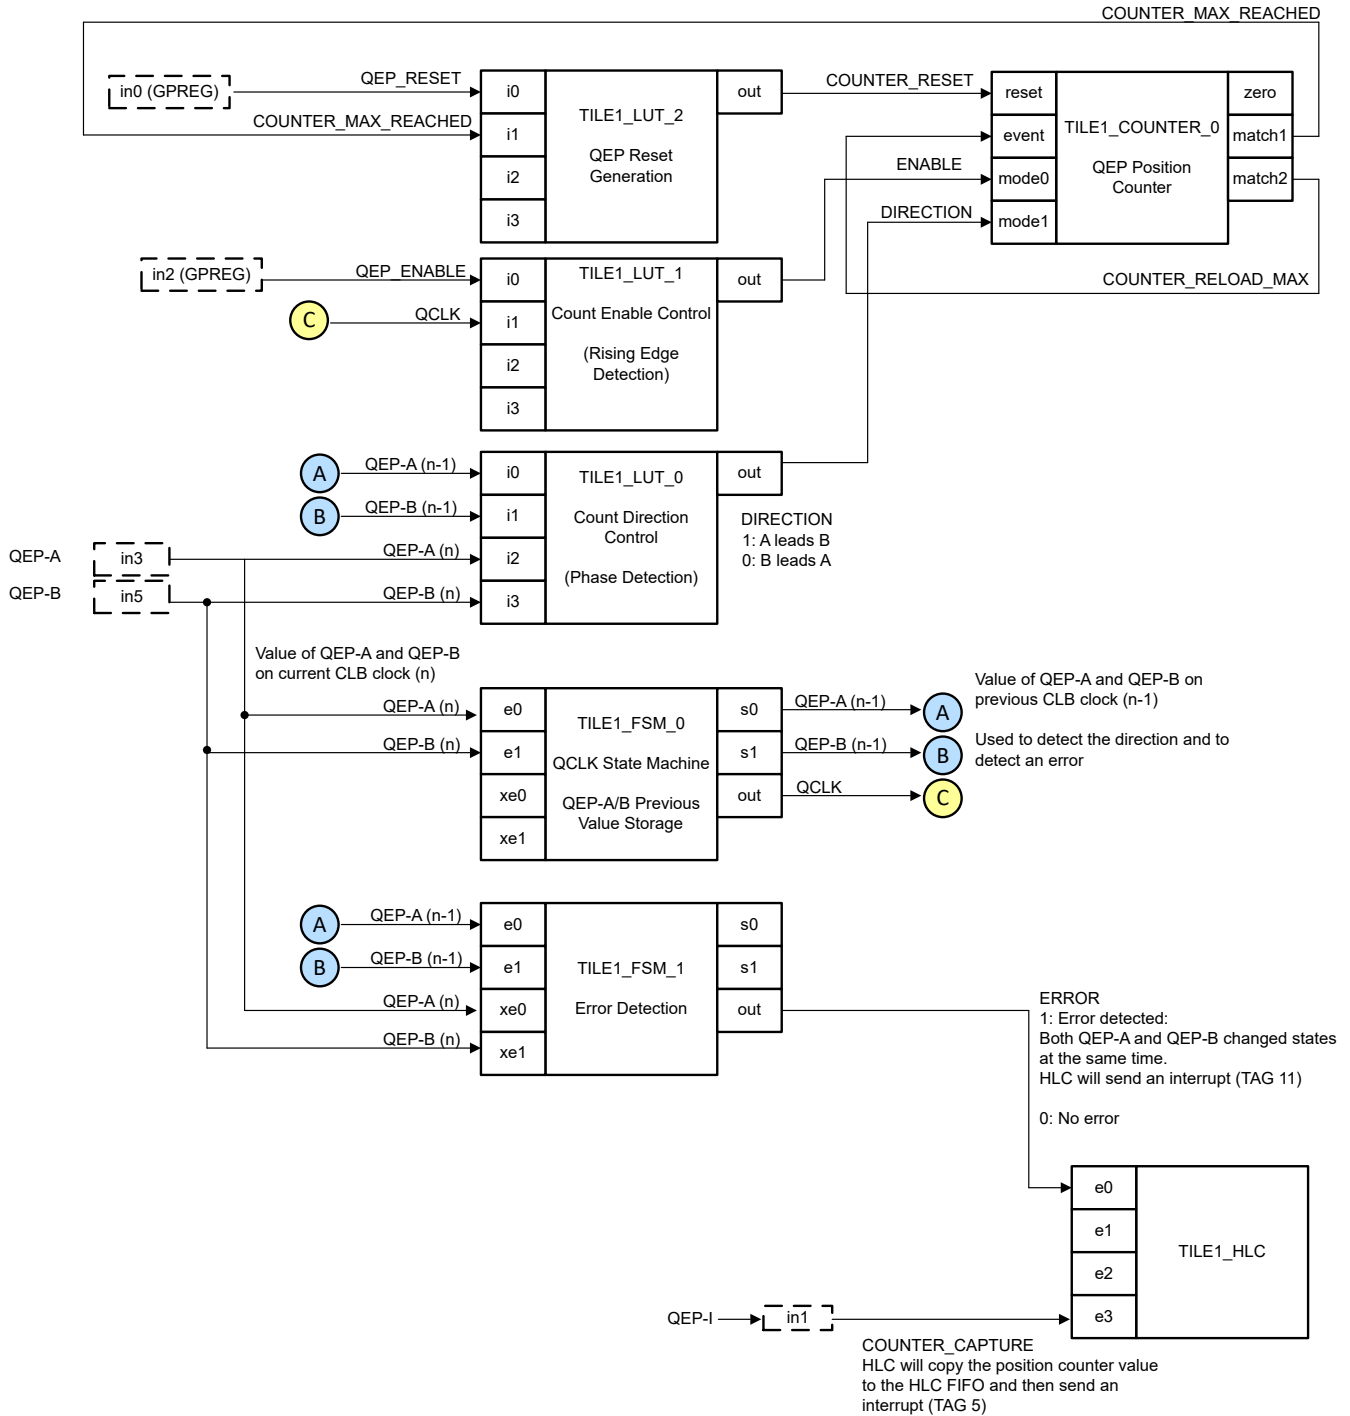 COUNTER_MAX_REACHED
in0 (GPREG)
QEP_RESET
COUNTER_MAX_REACHED
i0
i1
i2
i3
TILE1_LUT_2
QEP Reset
Generation
out
COUNTER_RESET
ENABLE
DIRECTION
reset
event
mode0
mode1
TILE1_COUNTER_0
QEP Position
Counter
zero
match1
match2
COUNTER_RELOAD_MAX
in2 (GPREG)
QEP_ENABLE
C
QCLK
i0
i1
i2
i3
TILE1_LUT_1
Count Enable Control
(Rising Edge
Detection)
out
A
QEP-A (n-1)
B
QEP-B (n-1)
QEP-A
in3
QEP-A (n)
QEP-B
in5
QEP-B (n)
i0
i1
i2
i3
TILE1_LUT_0
Count Direction
Control
(Phase Detection)
out
DIRECTION
1: A leads B
0: B leads A
Value of QEP-A and QEP-B
on current CLB clock (n)
QEP-A (n)
QEP-B (n)
e0
e1
xe0
xe1
TILE1_FSM_0
QCLK State Machine
QEP-A/B Previous
Value Storage
s0
s1
out
QEP-A (n-1)
QEP-B (n-1)
QCLK
A
B
C
Value of QEP-A and QEP-B on
previous CLB clock (n-1)
Used to detect the direction and to
detect an error
A
QEP-A (n-1)
B
QEP-B (n-1)
QEP-A (n)
QEP-B (n)
e0
e1
xe0
xe1
TILE1_FSM_1
Error Detection
s0
s1
out
ERROR
1: Error detected:
Both QEP-A and QEP-B changed states
at the same time.
HLC will send an interrupt (TAG 11)
0: No error
e0
e1
e2
e3
TILE1_HLC
QEP-I
in1
COUNTER_CAPTURE
HLC will copy the position counter value
to the HLC FIFO and then send an
interrupt (TAG 5)